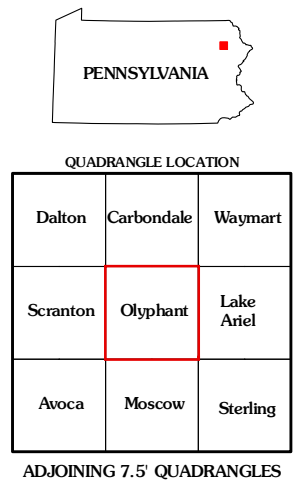 PENNSYLVANIA
QUADRANGLE LOCATION
Dalton Carbondale Waymart
Scranton Olyphant Lake
Ariel
Avoca Moscow Sterling
ADJOINING 7.5' QUADRANGLES